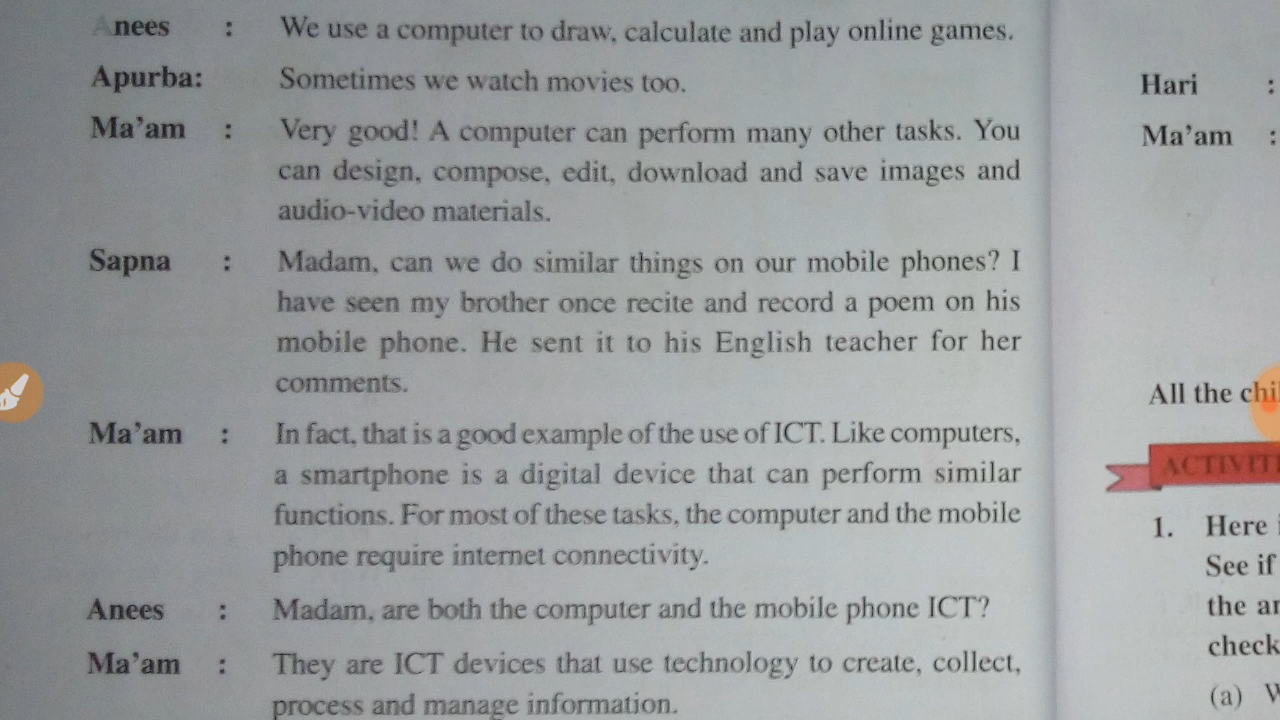 Anees : We use a computer to draw, calculate and play online games.
Apurba: Sometimes we watch movies too.
Ma'am : Very good! A computer can perform many other tasks. You
can design, compose, edit, download and save images and
audio-video materials.
Sapna : Madam, can we do similar things on our mobile phones? I
have seen my brother once recite and record a poem on his
mobile phone. He sent it to his English teacher for her
comments.
Ma'am : In fact, that is a good example of the use of ICT. Like computers,
a smartphone is a digital device that can perform similar
functions. For most of these tasks, the computer and the mobile
phone require internet connectivity.
Anees : Madam, are both the computer and the mobile phone ICT?
Ma'am : They are ICT devices that use technology to create, collect,
process and manage information.
Hari :
Ma'am :
All the
1. Here
See if
the
check
(a)